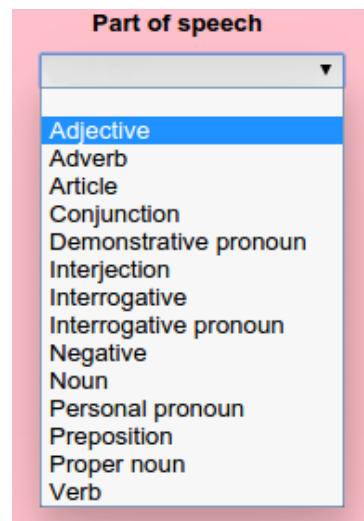 Part of speech
Adjective
Adverb
Article
Conjunction
Demonstrative pronoun
Interjection
Interrogative
Interrogative pronoun
Negative
Noun
Personal pronoun
Preposition
Proper noun
Verb